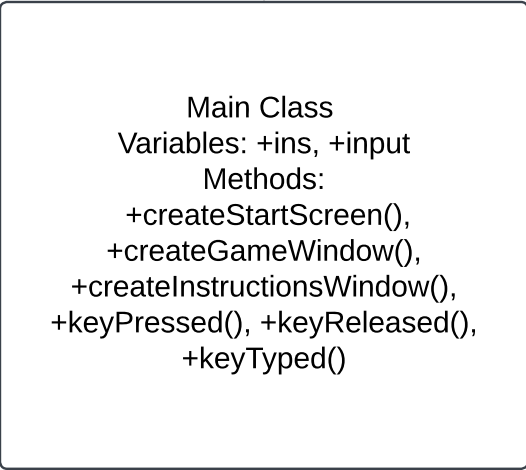 Main Class
Variables: +ins, +input
Methods:
+createStartScreen(),
+createGameWindow(),
+createInstructionsWindow(),
+keyPressed(), +keyReleased(),
+keyTyped()